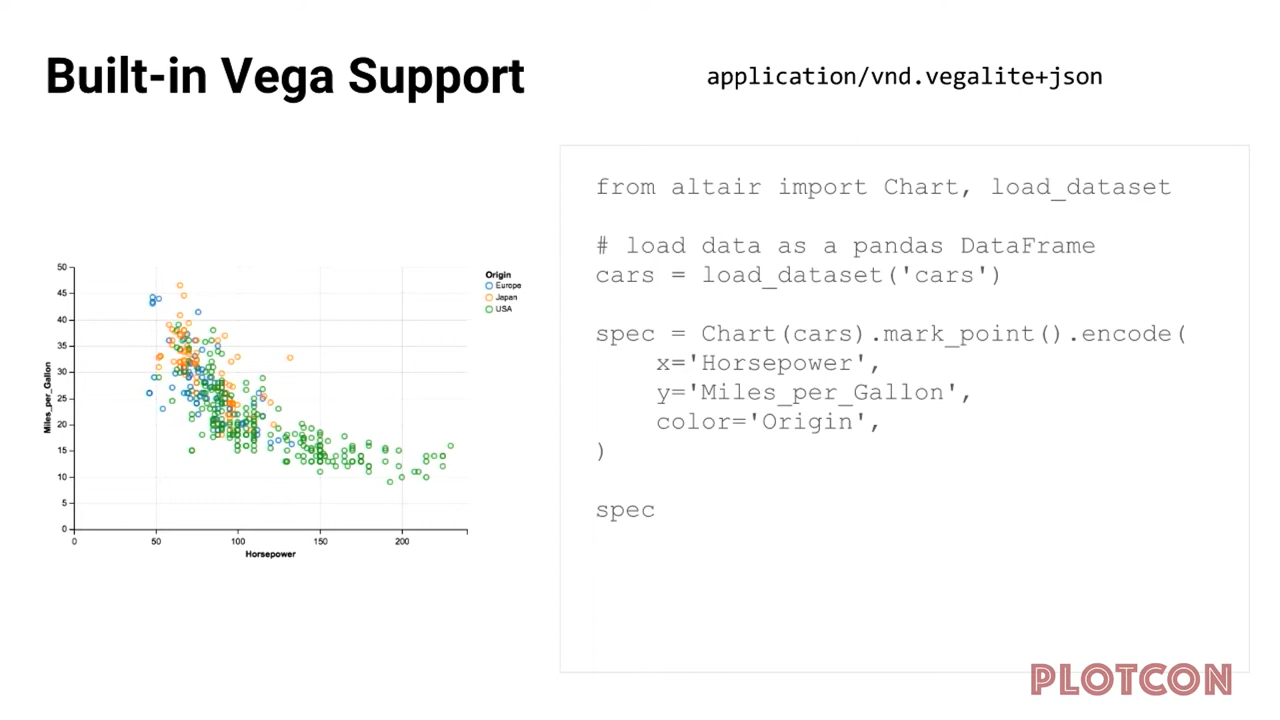 Built-in Vega Support
application/vnd.vegalite+json
from altair import Chart, load_dataset
# load data as a pandas DataFrame
cars = load_dataset('cars')
spec = Chart(cars).mark_point().encode(
x='Horsepower',
y='Miles_per_Gallon',
color='Origin',
)
spec
Origin
Europe
Japan
USA
50
45
40
35
30
25
20
15
10
5
0
Miles_per_Gallon
0 50 100 150 200
Horsepower
PLOTCON